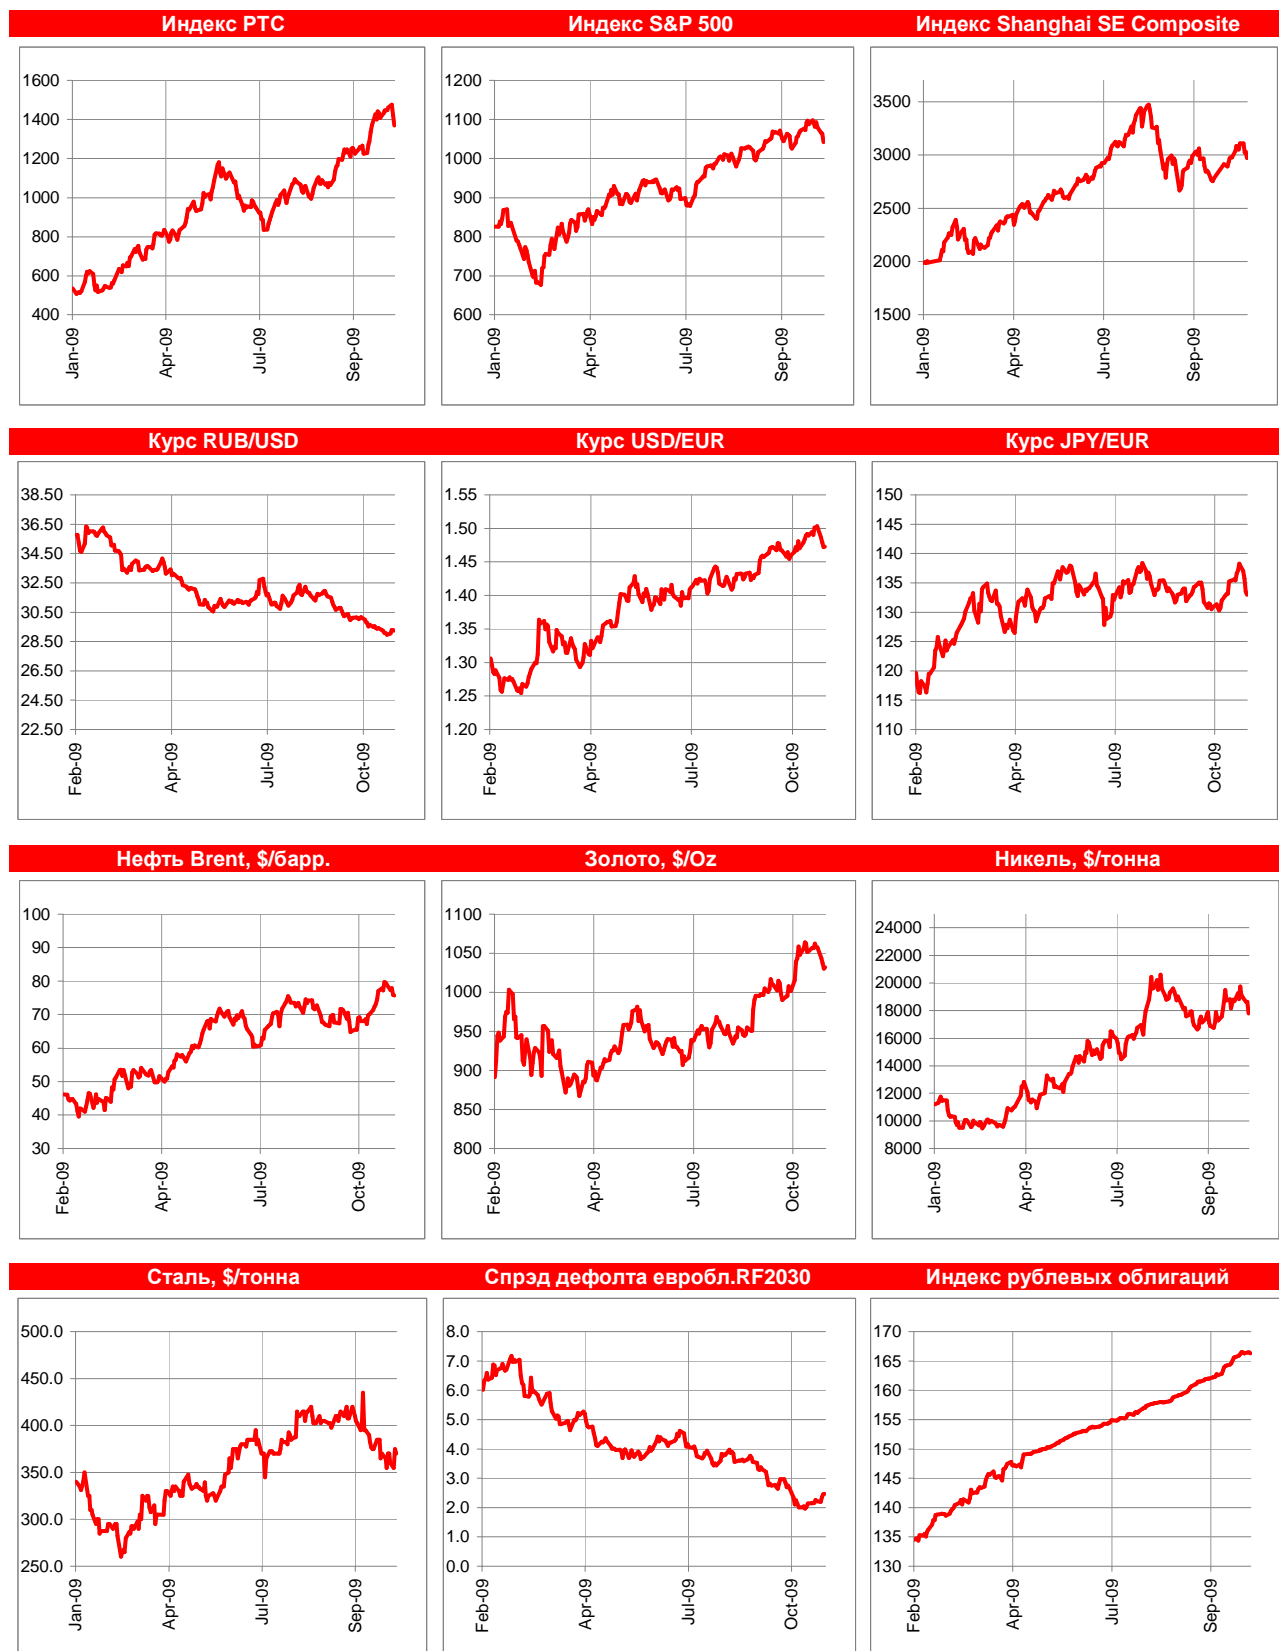 Индекс РТС
Индекс S&P 500
Индекс Shanghai SE Composite
1600
1400
1200
1000
800
600
400
Jan-09
Apr-09
Jul-09
Sep-09
1200
1100
1000
900
800
700
600
Jan-09
Apr-09
Jul-09
Sep-09
3500
3000
2500
2000
1500
Jan-09
Apr-09
Jun-09
Sep-09
Курс RUB/USD
Курс USD/EUR
Курс JPY/EUR
38.50
36.50
34.50
32.50
30.50
28.50
26.50
24.50
22.50
Feb-09
Apr-09
Jul-09
Oct-09
1.55
1.50
1.45
1.40
1.35
1.30
1.25
1.20
Feb-09
Apr-09
Jul-09
Oct-09
150
145
140
135
130
125
120
115
110
Feb-09
Apr-09
Jul-09
Oct-09
Нефть Brent, $/барр.
Золото, $/Oz
Никель, $/тонна
100
90
80
70
60
50
40
30
Feb-09
Apr-09
Jul-09
Oct-09
1100
1050
1000
950
900
850
800
Feb-09
Apr-09
Jul-09
Oct-09
24000
22000
20000
18000
16000
14000
12000
10000
8000
Jan-09
Apr-09
Jul-09
Sep-09
Сталь, $/тонна
Спрэд дефолта евробл.RF2030
Индекс рублевых облигаций
500.0
450.0
400.0
350.0
300.0
250.0
Jan-09
Apr-09
Jul-09
Sep-09
8.0
7.0
6.0
5.0
4.0
3.0
2.0
1.0
0.0
Feb-09
Apr-09
Jul-09
Oct-09
170
165
160
155
150
145
140
135
130
Feb-09
Apr-09
Jul-09
Sep-09